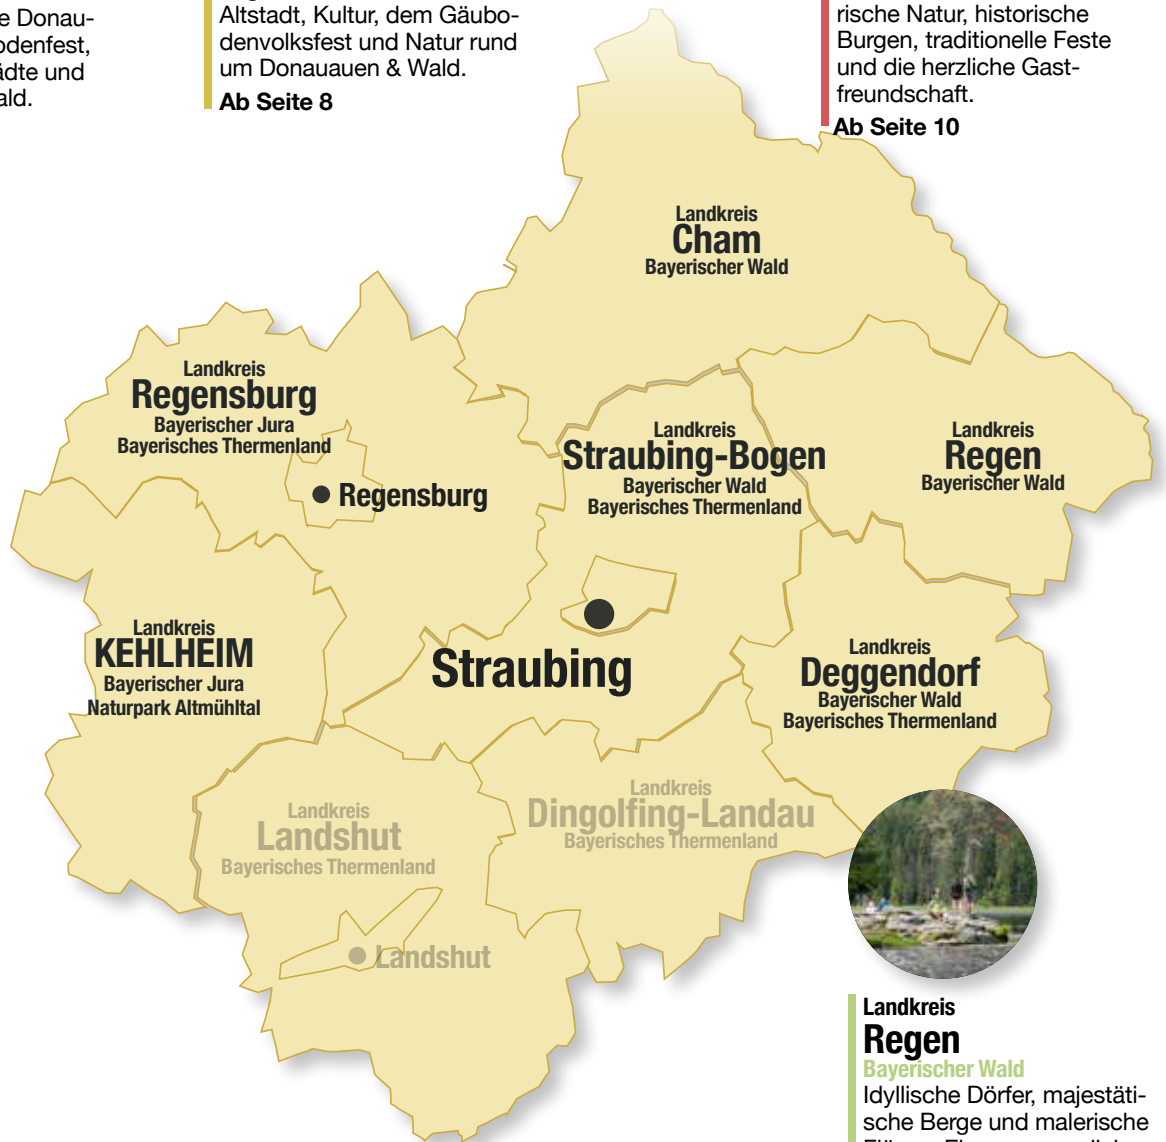 e Donau-
odenfest,
ädte und
ald.
Altstadt, Kultur, dem Gäubo-
denvolksfest und Natur rund
um Donauauen & Wald.
Ab Seite 8
rische Natur, historische
Burgen, traditionelle Feste
und die herzliche Gast-
freundschaft.
Ab Seite 10
Landkreis
Cham
Bayerischer Wald
Landkreis
Regensburg
Bayerischer Jura
Bayerisches Thermenland
Regensburg
Landkreis
Straubing-Bogen
Bayerischer Wald
Bayerisches Thermenland
Landkreis
Regen
Bayerischer Wald
Landkreis
KEHLHEIM
Bayerischer Jura
Naturpark Altmühltal
Straubing
Landkreis
Deggendorf
Bayerischer Wald
Bayerisches Thermenland
Landkreis
Landshut
Bayerisches Thermenland
Landkreis
Dingolfing-Landau
Bayerisches Thermenland
Landshut
Landkreis
Regen
Bayerischer Wald
Idyllische Dörfer, majestäti-
sche Berge und malerische